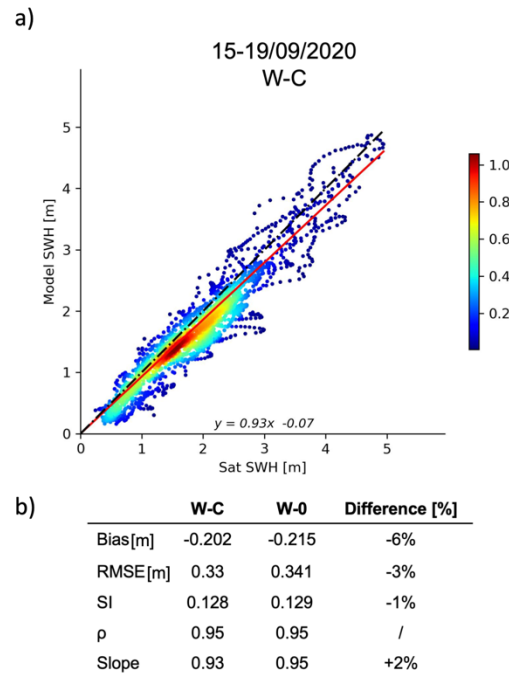 a)
15-19/09/2020
W-C
Model SWH [m]
5
4
3
2
1
0
0 1 2 3 4 5
Sat SWH [m]
y = 0.93x -0.07
1.0
0.8
0.6
0.4
0.2
b)
W-C W-0 Difference [%]
Bias[m] -0.202 -0.215 -6%
RMSE[m] 0.33 0.341 -3%
SI 0.128 0.129 -1%
ρ 0.95 0.95 /
Slope 0.93 0.95 +2%